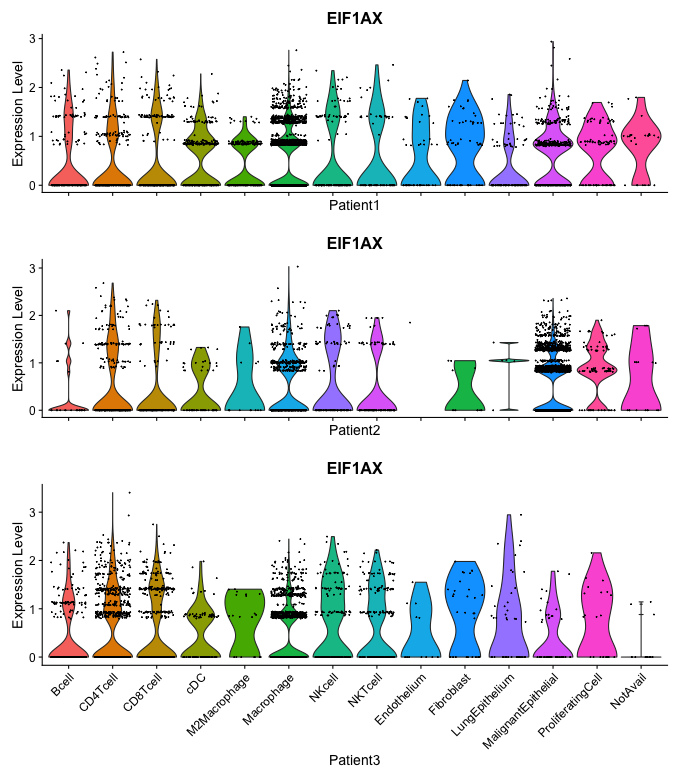 EIF1AX
Expression Level
3
2
1
0
Patient1
EIF1AX
Expression Level
3
2
1
0
Patient2
EIF1AX
Expression Level
3
2
1
0
Bcell
CD4Tcell
CD8Tcell
cDC
M2Macrophage
Macrophage
NKcell
NKTcell
Endothelium
Fibroblast
LungEpithelium
MalignantEpithelial
ProliferatingCell
NotAvail
Patient3